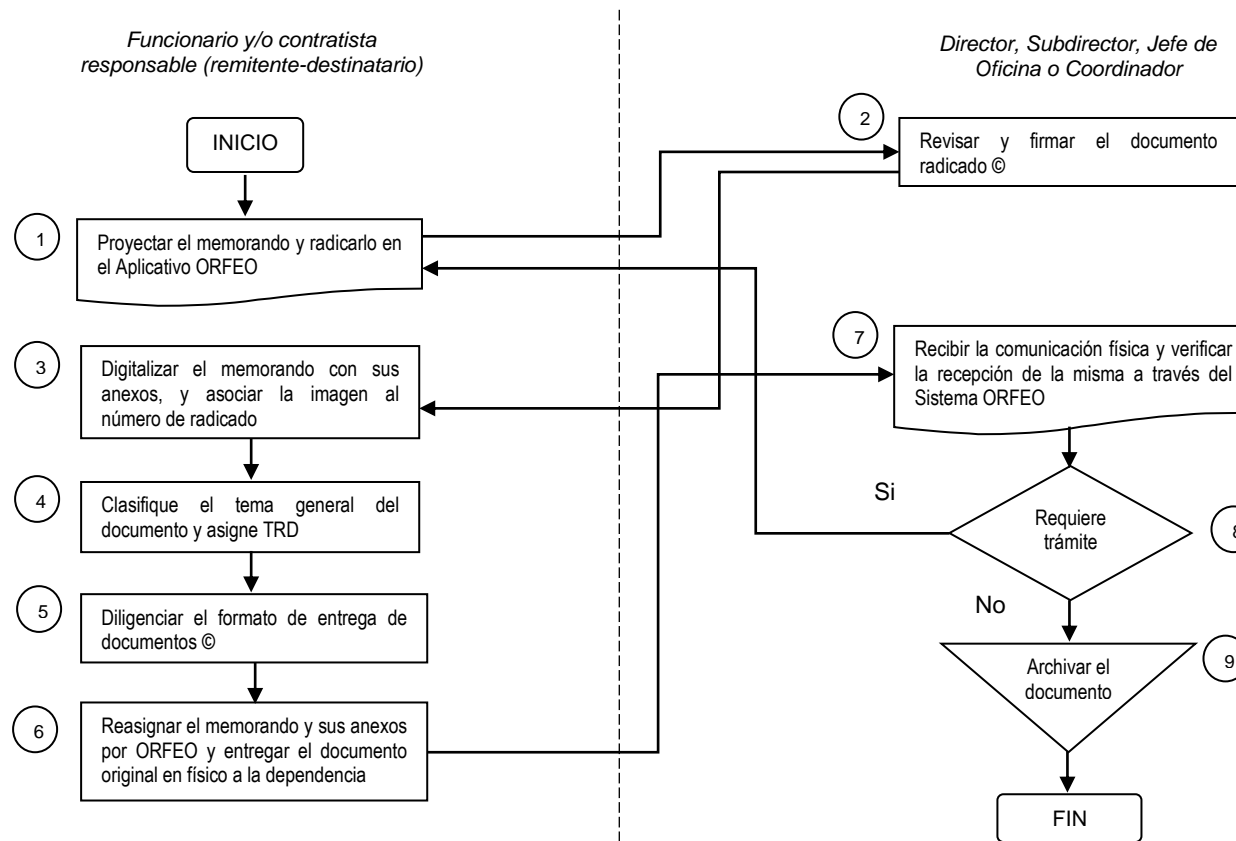 Funcionario y/o contratista
responsable (remitente-destinatario)
Director, Subdirector, Jefe de
Oficina o Coordinador
INICIO
1
Proyectar el memorando y radicarlo en
el Aplicativo ORFEO
2
Revisar y firmar el documento
radicado ©
3
Digitalizar el memorando con sus
anexos, y asociar la imagen al
número de radicado
4
Clasifique el tema general del
documento y asigne TRD
5
Diligenciar el formato de entrega de
documentos ©
6
Reasignar el memorando y sus anexos
por ORFEO y entregar el documento
original en físico a la dependencia
7
Recibir la comunicación física y verificar
la recepción de la misma a través del
Sistema ORFEO
Si
Requiere
trámite
8
No
Archivar el
documento
9
FIN